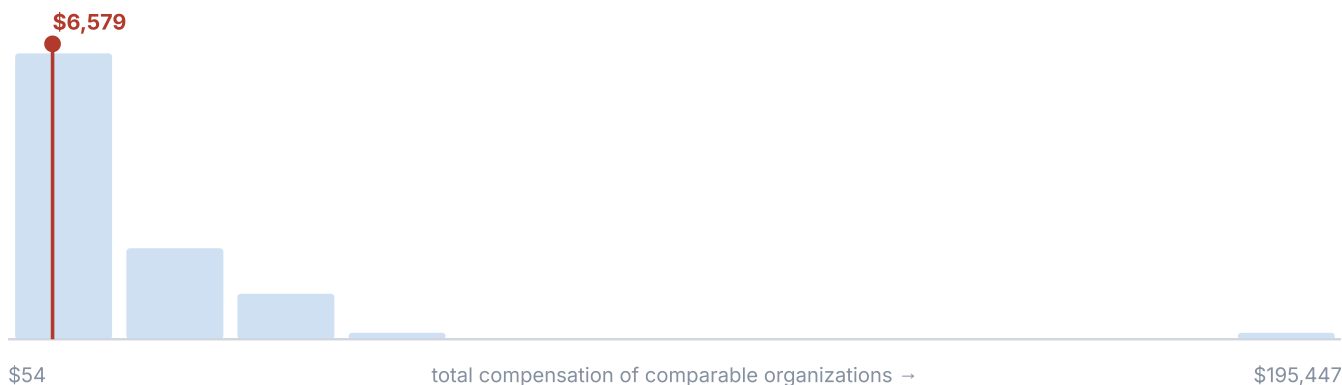 $6,579
$54 total compensation of comparable organizations → $195,447